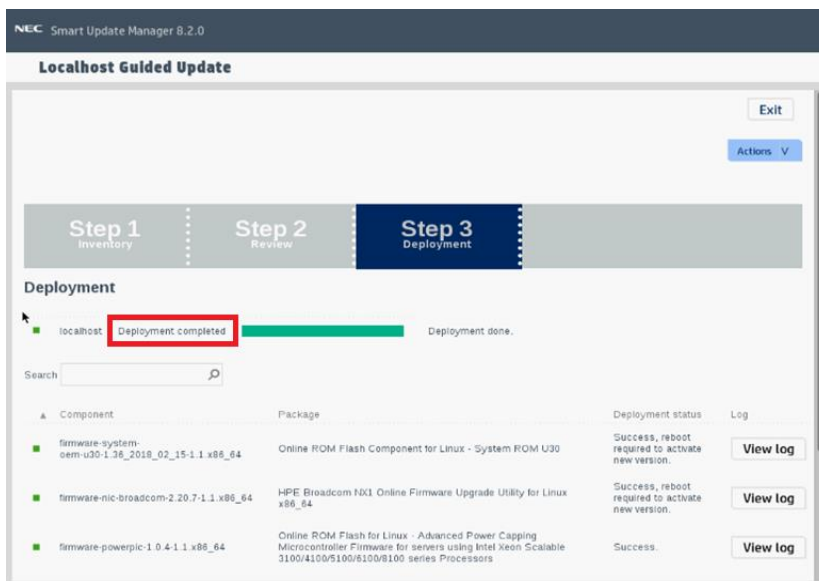 NEC Smart Update Manager 8.2.0
Localhost Guided Update
Exit
Actions V
Step 1
Inventory
Step 2
Review
Step 3
Deployment
Deployment
localhost Deployment completed Deployment done.
Search
Component Package Deployment status Log
firmware-system-
oem-u30-1.36_2018_02_15-1.1.x86_64
Online ROM Flash Component for Linux - System ROM U30
Success, reboot
required to activate
new version.
View log
firmware-nic-broadcom-2.20.7-1.1.x86_64
HPE Broadcom NX1 Online Firmware Upgrade Utility for Linux
x86_64
Success, reboot
required to activate
new version.
View log
firmware-powerpic-1.0.4-1.1.x86_64
Online ROM Flash for Linux - Advanced Power Capping
Microcontroller Firmware for servers using Intel Xeon Scalable
3100/4100/5100/6100/8100 series Processors
Success.
View log